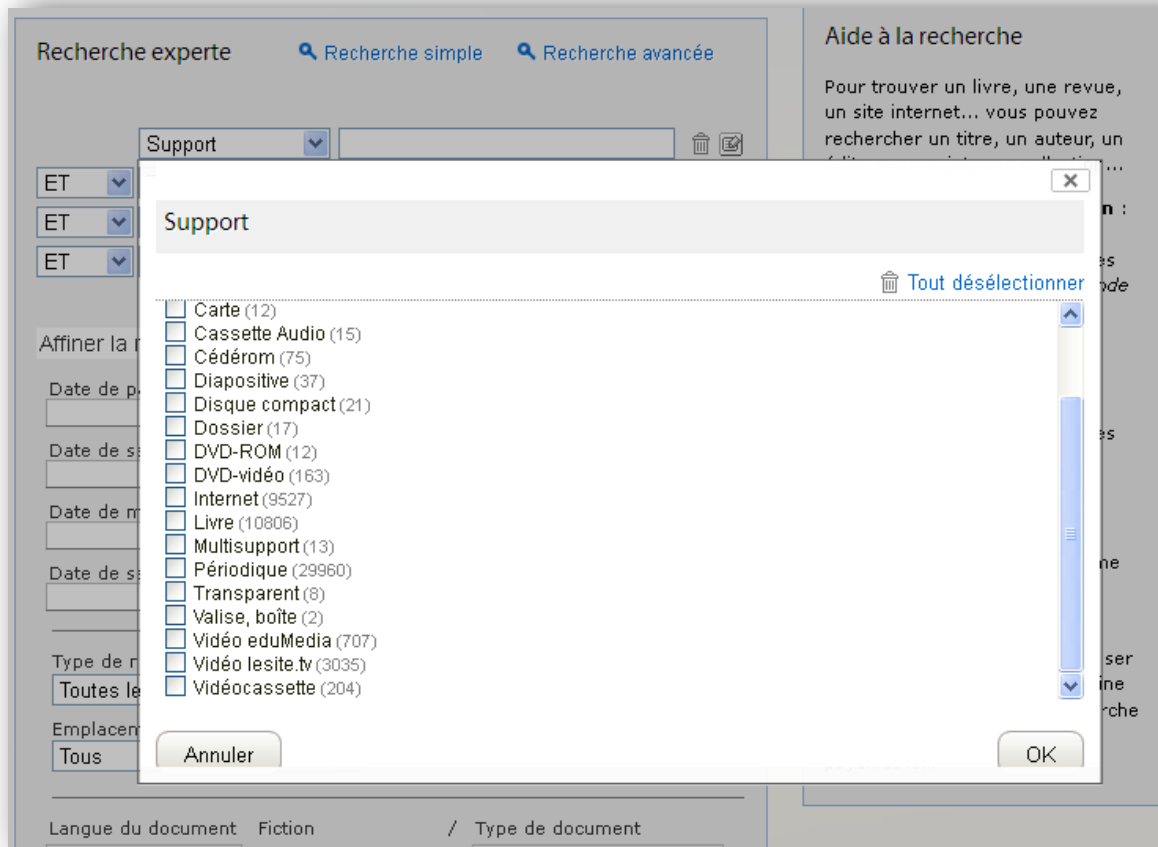 Recherche experte
Recherche simple
Recherche avancée
Support
ET
ET
ET
Affiner la
Date de
Date de
Date de
Date de
Type de
Toutes
Tous
Langue du document
Fiction
/
Type de document
Support
Tout désélectionner
Carte (12)
Cassette Audio (15)
Cédérom (75)
Diapositive (37)
Disque compact (21)
Dossier (17)
DVD-ROM (12)
DVD-vidéo (163)
Internet (9527)
Livre (10806)
Multisupport (13)
Périodique (29960)
Transparent (8)
Valise, boîte (2)
Vidéo eduMedia (707)
Vidéo lesite.tv (3035)
Vidéocassette (204)
Annuler
OK
Aide à la recherche
Pour trouver un livre, une revue,
un site internet... vous pouvez
rechercher un titre, un auteur, un